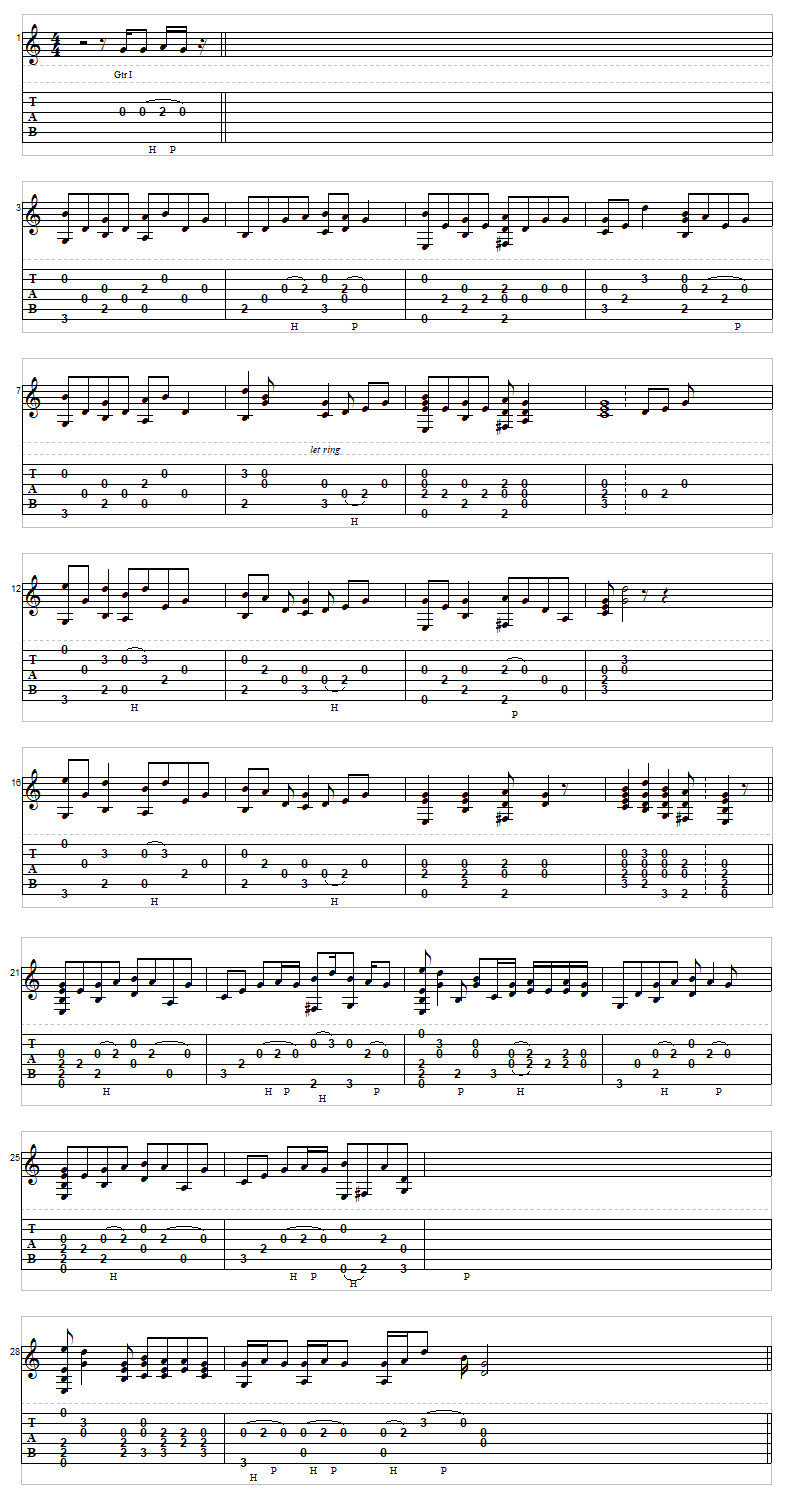 1
4
4
Gtr I
T
A 0 0 2 0
B
H P
3
T 0 0 0 0 3 0
0 2 0 0 2 2 0 0 2 0 0 0 0 2 0
A 0 0 0 0 0 2 2 2 0 0 2 2
B 2 0 2 3 3 2
3 0 2
H P P
7
let ring
T 0 0 3 0 0
0 2 0 0 0 0 0 2 0 0 0
A 0 0 0 0 2 2 2 2 0 0 2 0 2
B 2 0 2 3 3
3 0 2
H
12
0
T 3 0 3 0 3
A 0 0 2 0 0 0 0 2 0 0 0 0
2 0 0 2 2 2 0 2
B 2 0 2 3 0 3
3 0 2
H H P
16
0
T 3 0 3 0 0 3 0
A 0 0 2 0 0 0 2 0 0 0 0 2 0
2 0 0 2 2 2 0 0 0 0 0 0
B 2 0 2 3 3 2 2
3 0 2 3 2 0
H H
21
0
T 0 0 3 0 3 0
A 0 0 2 2 0 0 2 0 2 0 0 0 0 2 0 0 2 2 0
2 2 0 2 2 2 2 2 0 0 0
B 2 2 0 3 2 3 2
0 2 3 0 3
H H P H P P H H P
25
T 0 0
A 0 0 2 2 0 0 2 0 2
2 2 0 2 0
B 2 2 0 3
0 0 2 3
H H P H P
28
0
T 3 0 3 0
A 0 0 0 2 2 0 0 2 0 0 2 0 0 2 0
2 2 2 2 2 2 0
B 2 2 3 3 3 0 0
0 3
H P H P H P